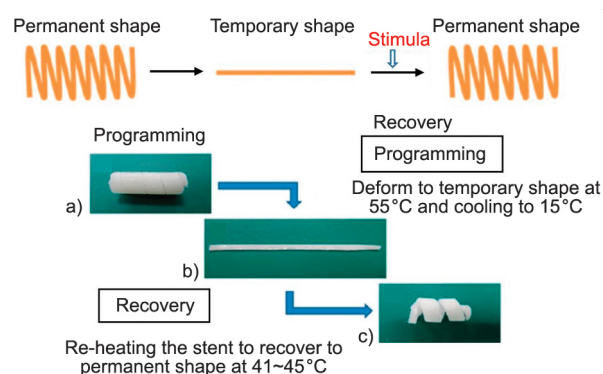 Permanent shape
Temporary shape
Permanent shape
Stimula
Programming
Recovery
Programming
Deform to temporary shape at
55°C and cooling to 15°C
a)
b)
Recovery
c)
Re-heating the stent to recover to
permanent shape at 41~45°C